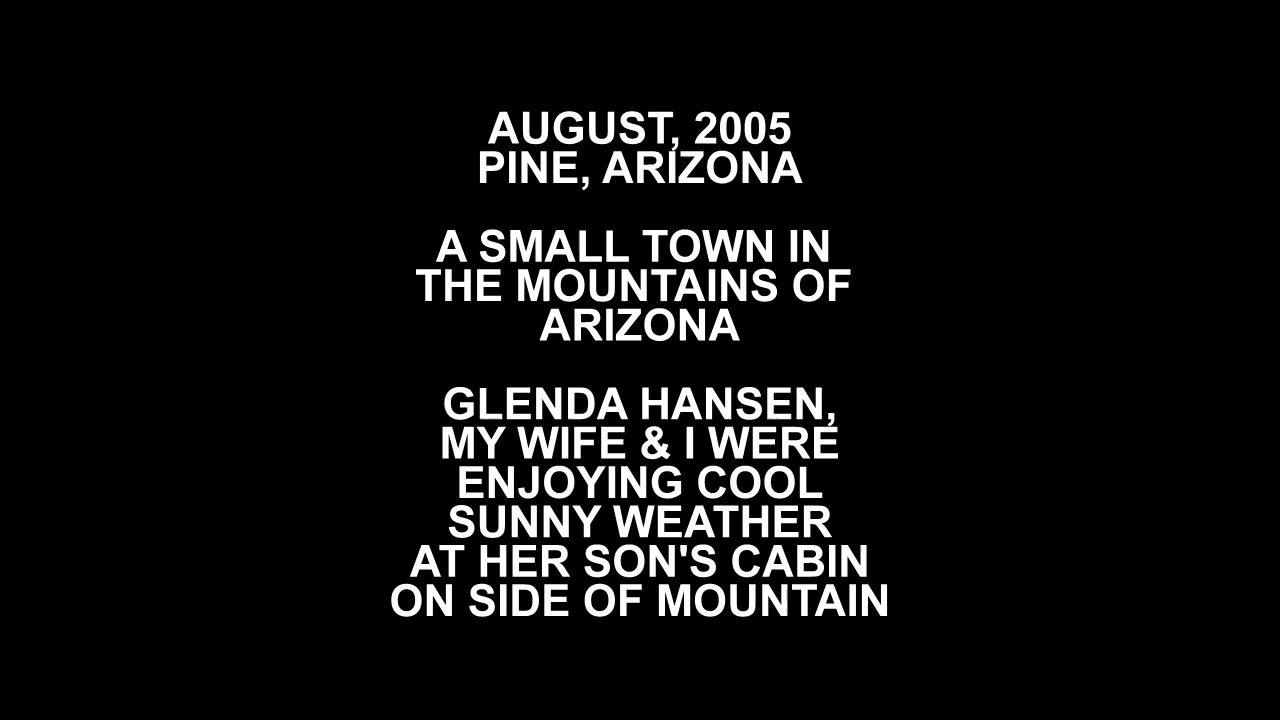 AUGUST, 2005
PINE, ARIZONA
A SMALL TOWN IN
THE MOUNTAINS OF
ARIZONA
GLENDA HANSEN,
MY WIFE & I WERE
ENJOYING COOL
SUNNY WEATHER
AT HER SON'S CABIN
ON SIDE OF MOUNTAIN